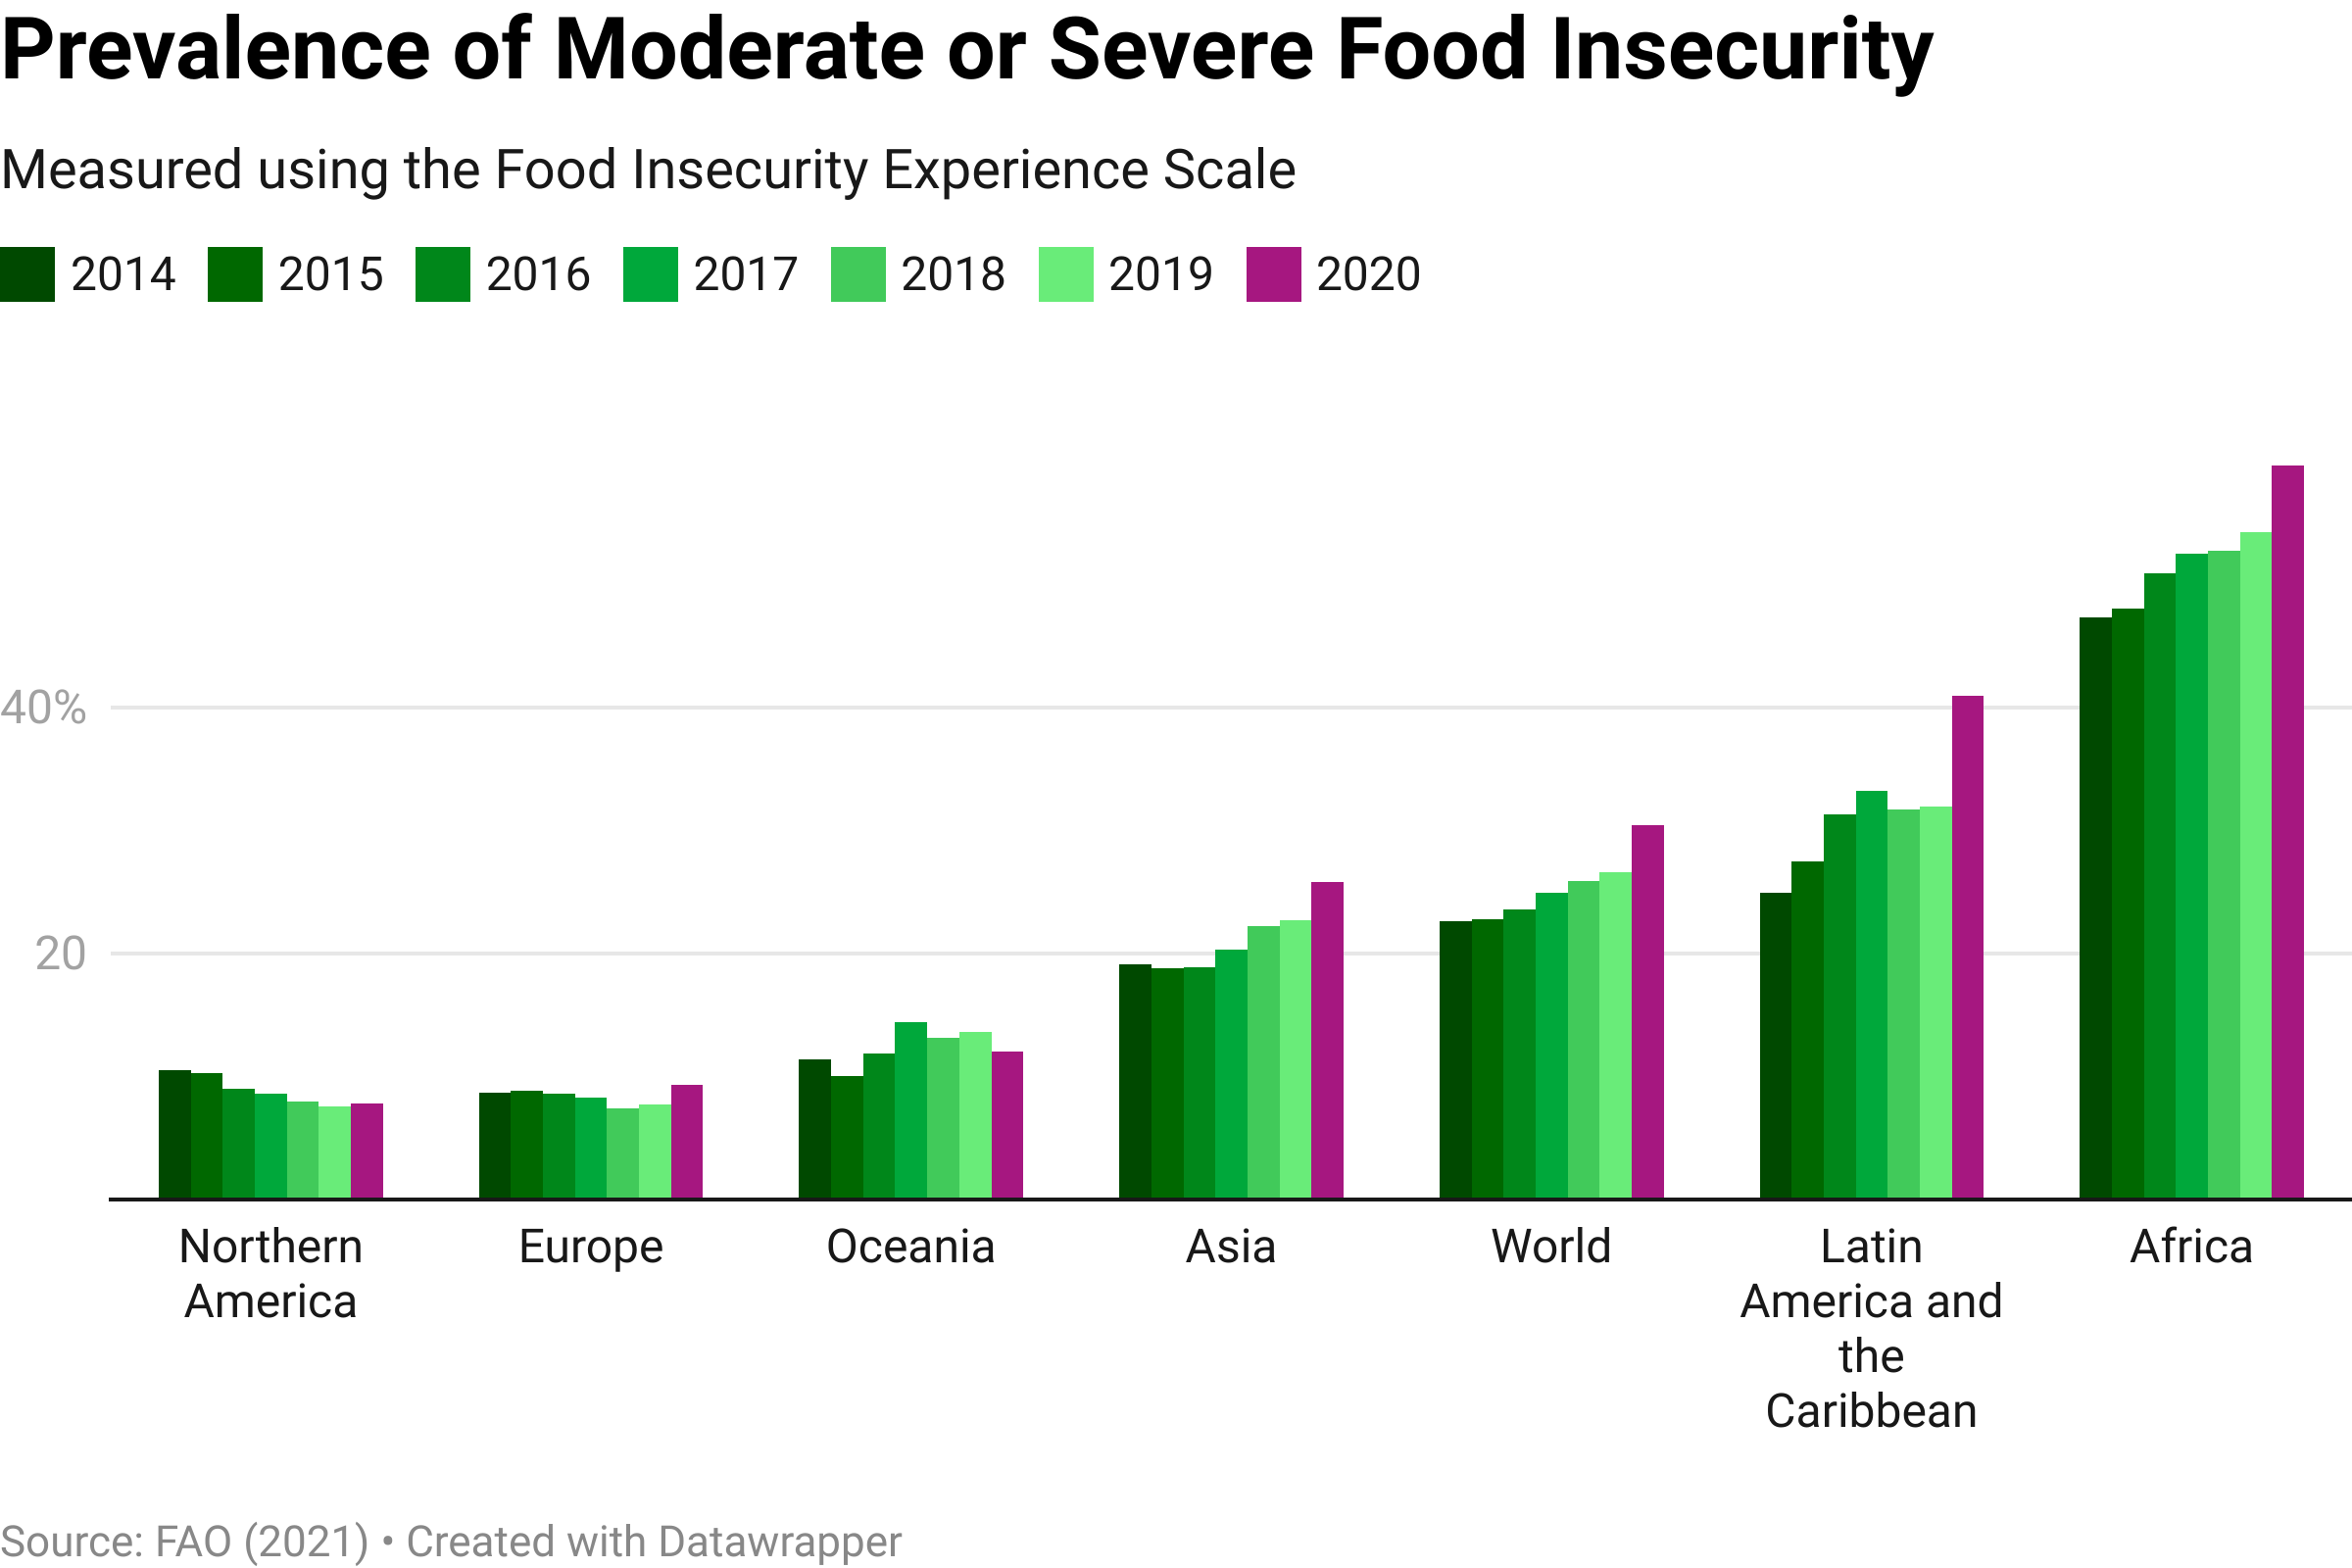 Prevalence of Moderate or Severe Food Insecurity
Measured using the Food Insecurity Experience Scale
2014 2015 2016 2017 2018 2019 2020
40%
20
Northern
America
Europe
Oceania
Asia
World
Latin
America and
the
Caribbean
Africa
Source: FAO (2021) • Created with Datawrapper